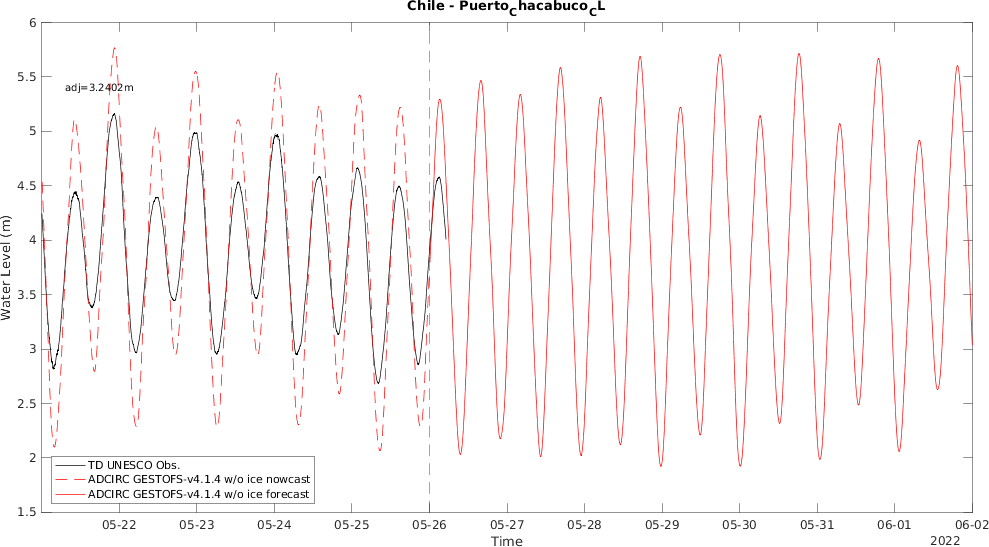 Chile - Puerto_Chacabuco_CL
6
5.5
5
4.5
4
3.5
3
2.5
2
1.5
Water Level (m)
adj=3.2402m
TD UNESCO Obs.
ADCIRC GESTOFS-v4.1.4 w/o ice nowcast
ADCIRC GESTOFS-v4.1.4 w/o ice forecast
05-22 05-23 05-24 05-25 05-26 05-27 05-28 05-29 05-30 05-31 06-01 06-02
Time
2022